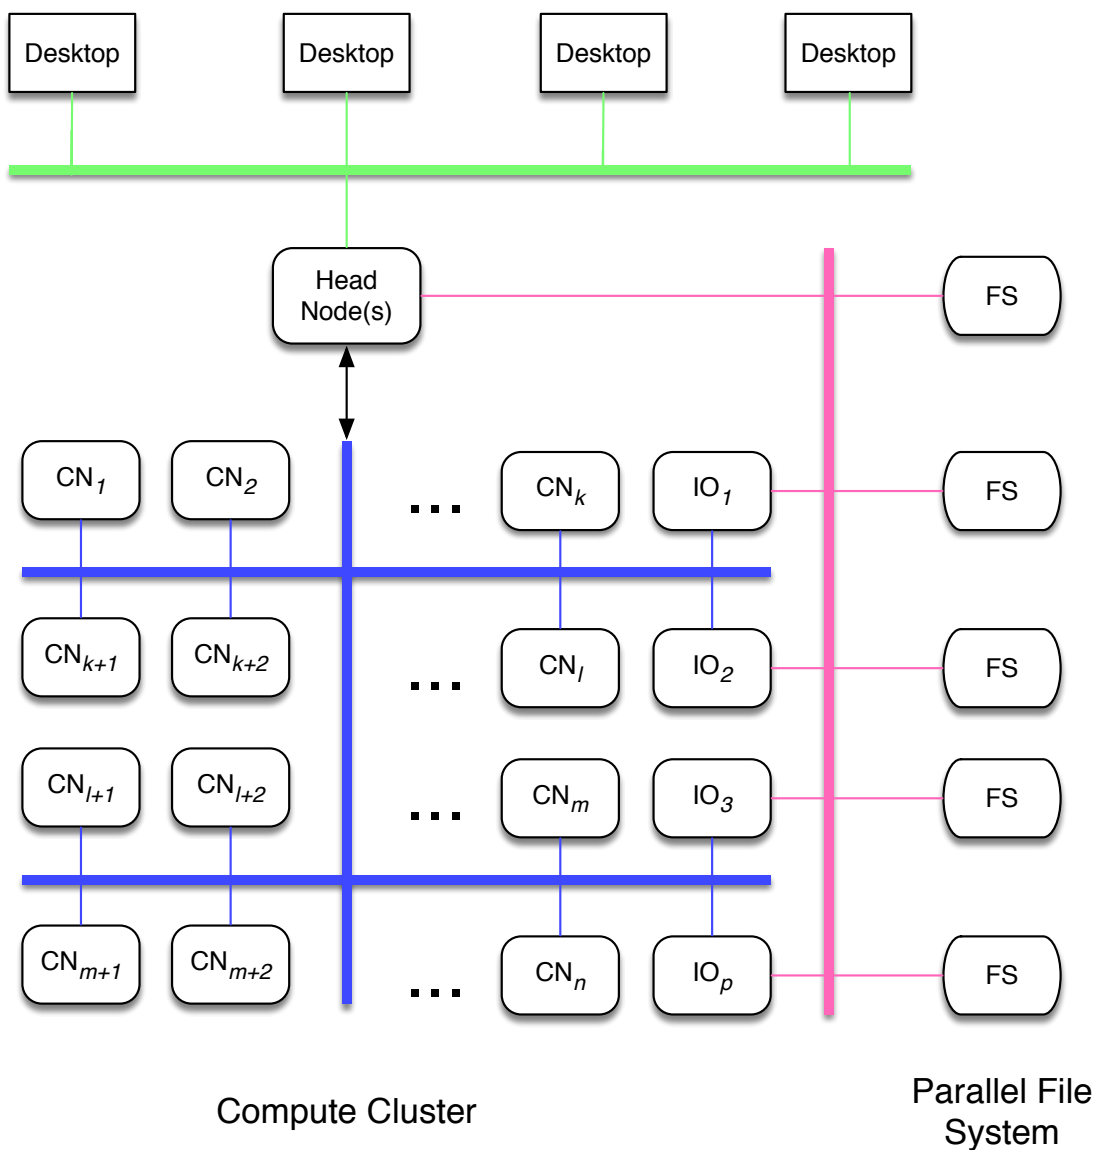 Desktop Desktop Desktop Desktop
Head
Node(s)
FS
CN1 CN2 ... CNk IO1 FS
CNk+1 CNk+2 ... CNl IO2 FS
CNl+1 CNl+2 ... CNm IO3 FS
CNm+1 CNm+2 ... CNn IOp FS
Compute Cluster
Parallel File
System